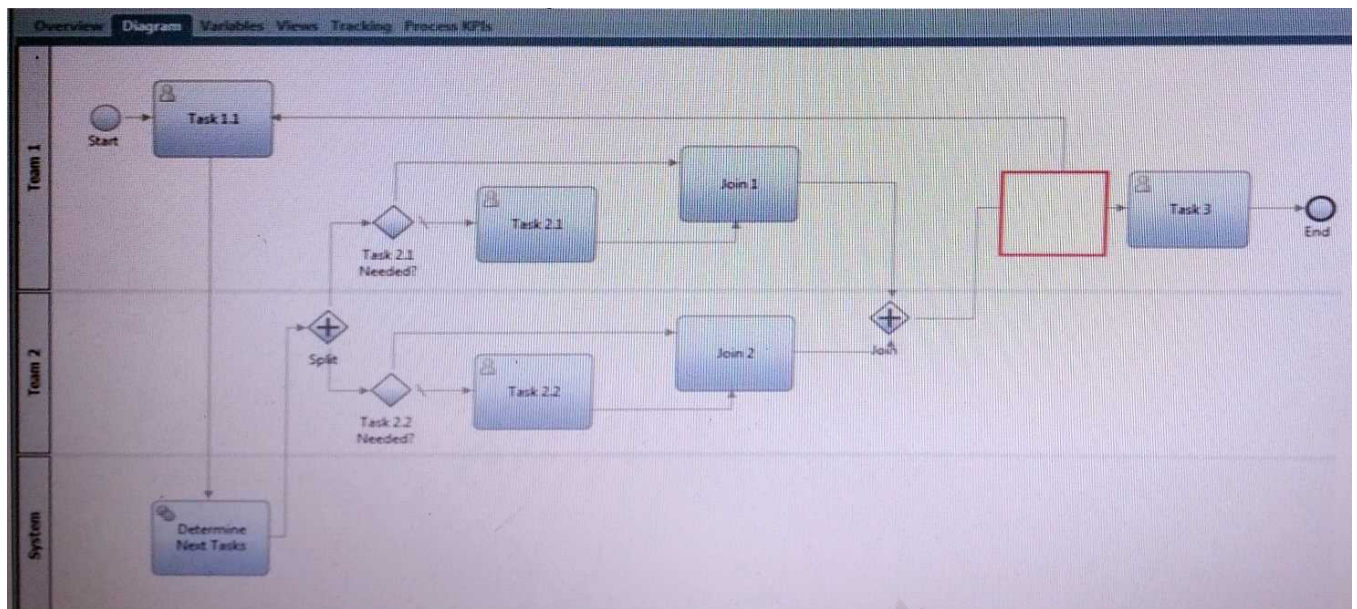 Overview Diagram Variables Views Tracking Process KPIs
Team 1
Start
Task 1.1
Task 2.1
Needed?
Task 2.1
Join 1
Task 3
End
Team 2
Split
Task 2.2
Needed?
Task 2.2
Join 2
Join
System
Determine
Next Tasks